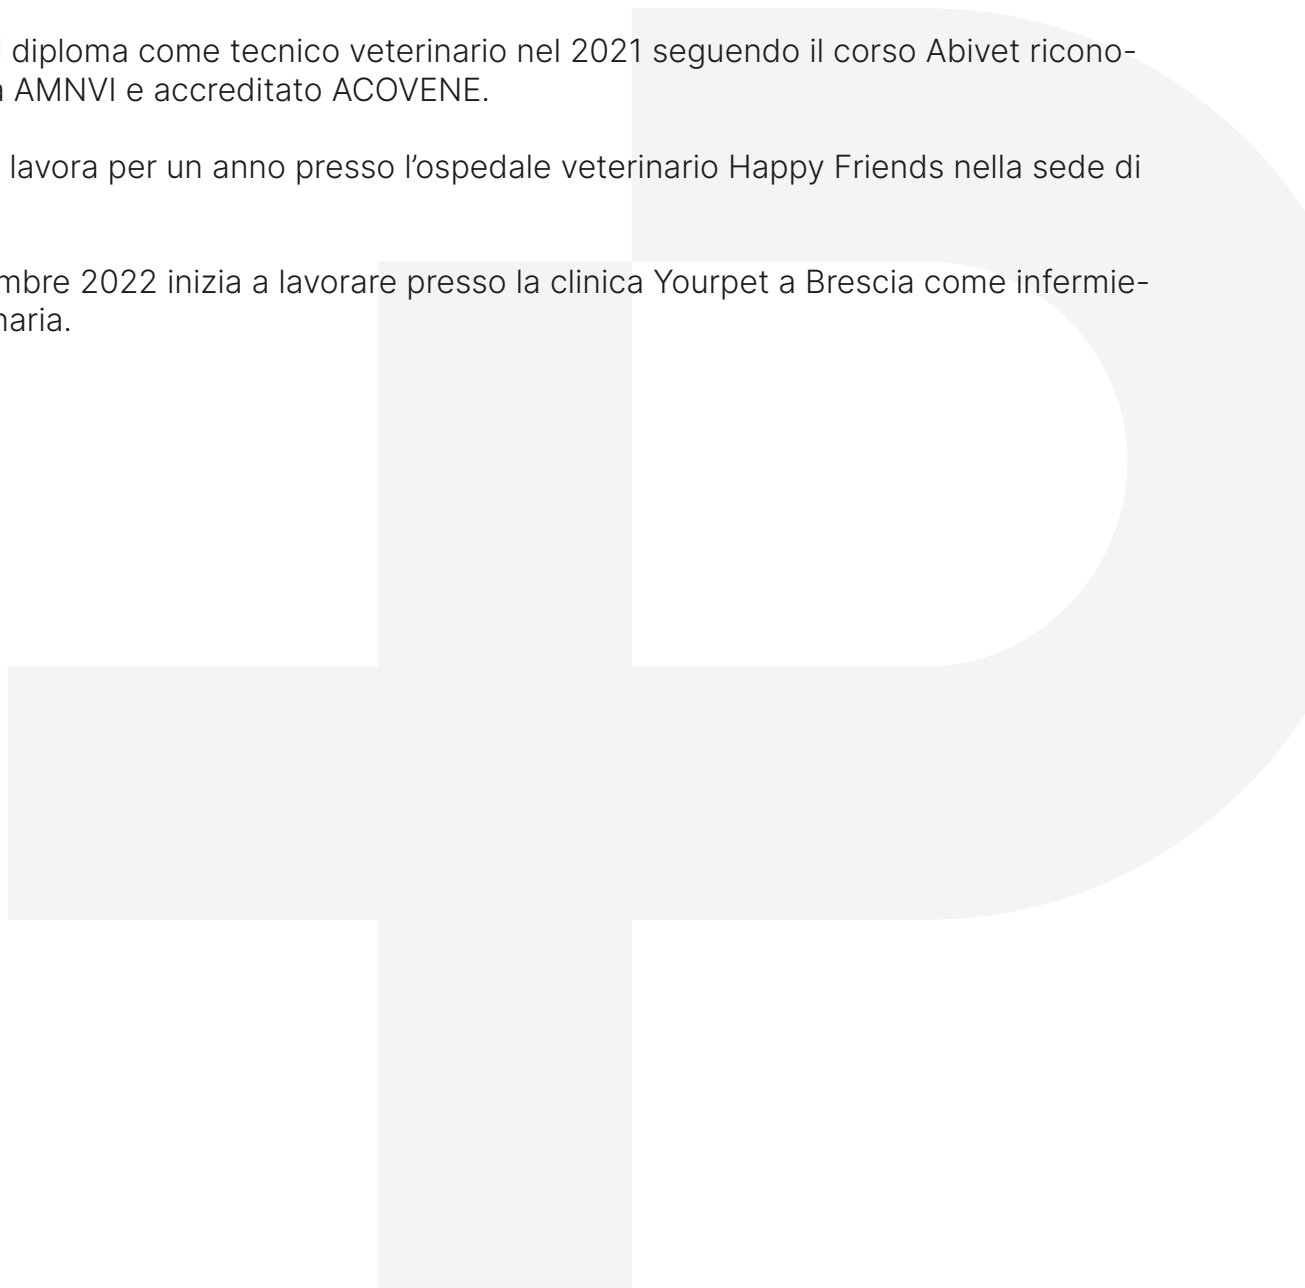 diploma come tecnico veterinario nel 2021 seguendo il corso Abivet ricono-
AMNVI e accreditato ACOVENE.
lavora per un anno presso l’ospedale veterinario Happy Friends nella sede di
mbre 2022 inizia a lavorare presso la clinica Yourpet a Brescia come infermie-
naria.